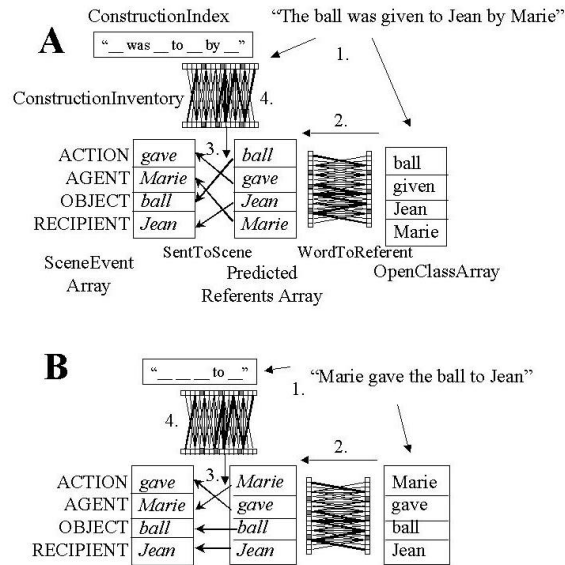 ConstructionIndex
“The ball was given to Jean by Marie”
A
“__ was __ to __ by __”
1.
ConstructionInventory
4.
2.
3.
ACTION gave ball ball
AGENT Marie gave given
OBJECT ball Jean Jean
RECIPIENT Jean Marie Marie
SentToScene WordToReferent
SceneEvent Array
Predicted Referents Array
OpenClassArray
B
“__ __ __ to __”
“Marie gave the ball to Jean”
1.
4.
2.
3.
ACTION gave Marie Marie
AGENT Marie gave gave
OBJECT ball ball ball
RECIPIENT Jean Jean Jean